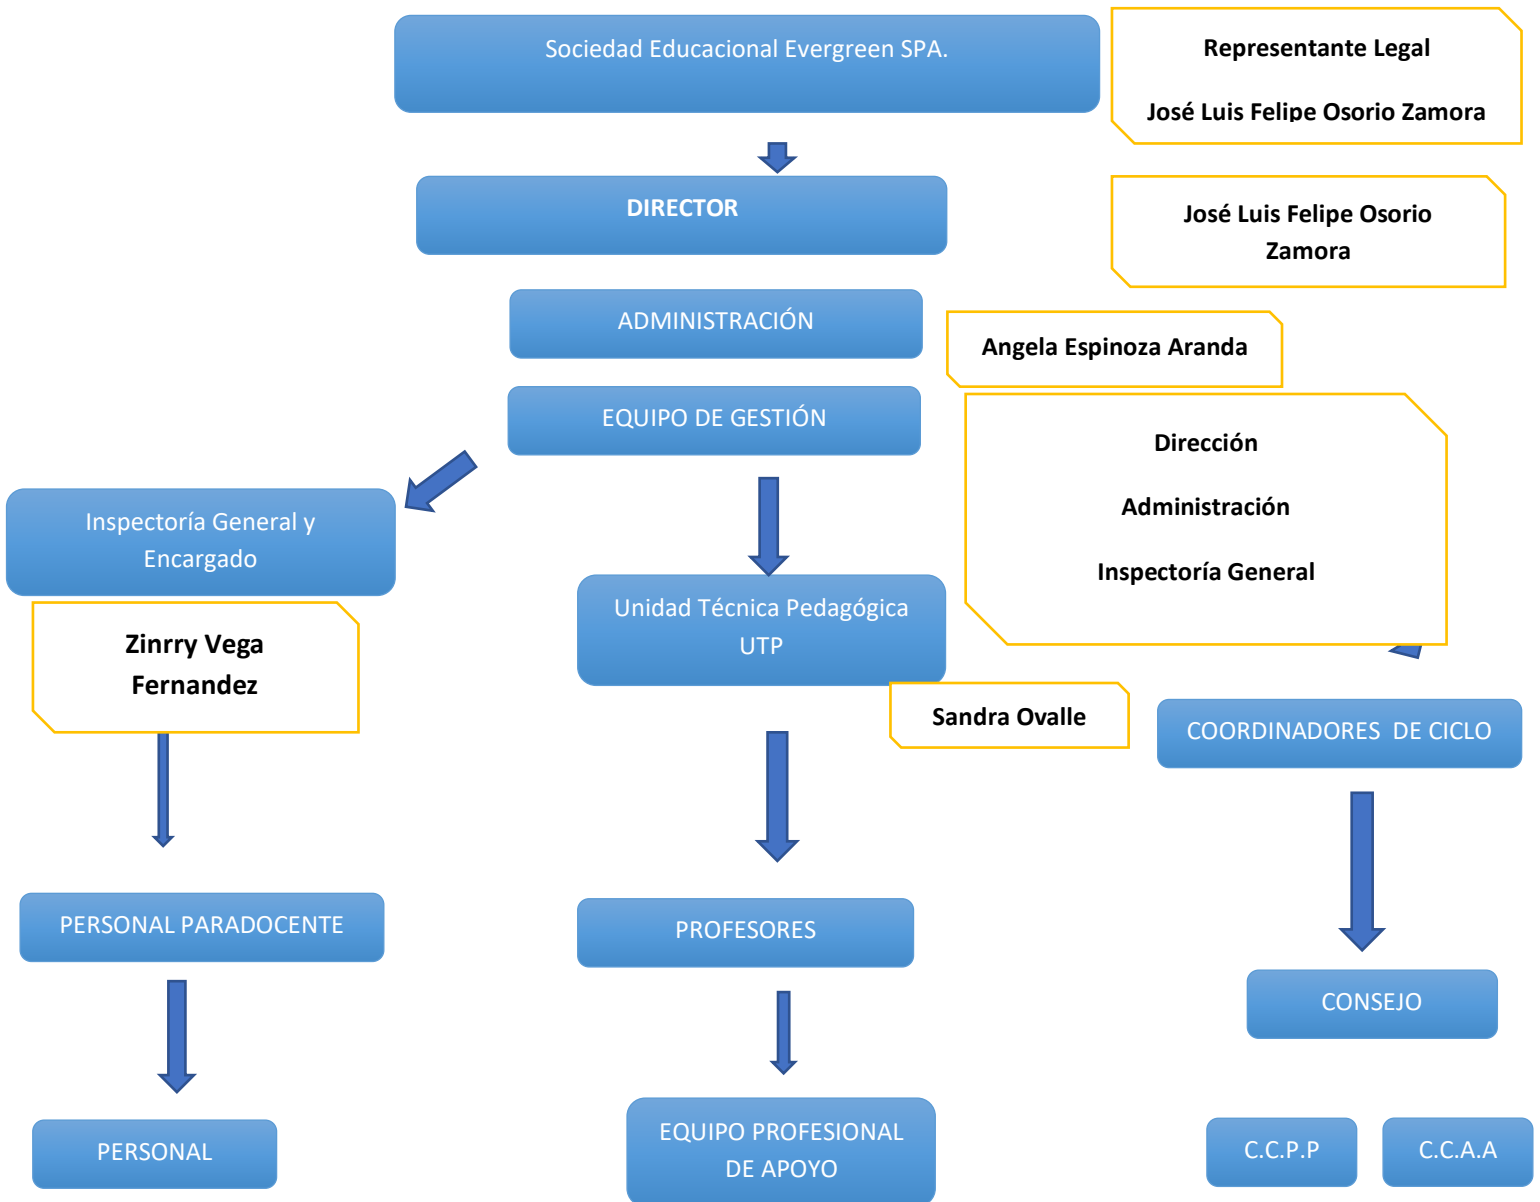 Sociedad Educacional Evergreen SPA.
Representante Legal
José Luis Felipe Osorio Zamora
DIRECTOR
José Luis Felipe Osorio
Zamora
ADMINISTRACIÓN
Angela Espinoza Aranda
EQUIPO DE GESTIÓN
Dirección
Administración
Inspectoría General
Inspectoría General y
Encargado
Zinrry Vega
Fernandez
Unidad Técnica Pedagógica
UTP
Sandra Ovalle
COORDINADORES DE CICLO
PERSONAL PARADOCENTE
PROFESORES
CONSEJO
PERSONAL
EQUIPO PROFESIONAL
DE APOYO
C.C.P.P
C.C.A.A